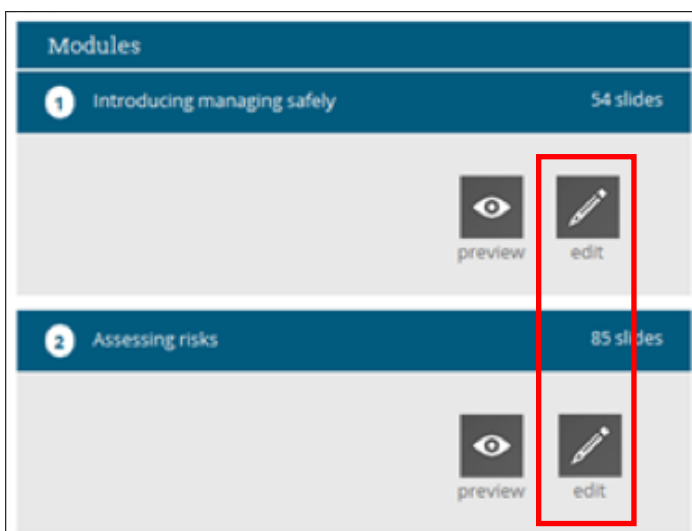 Modules
1 Introducing managing safely 54 slides
preview edit
2 Assessing risks 85 slides
preview edit